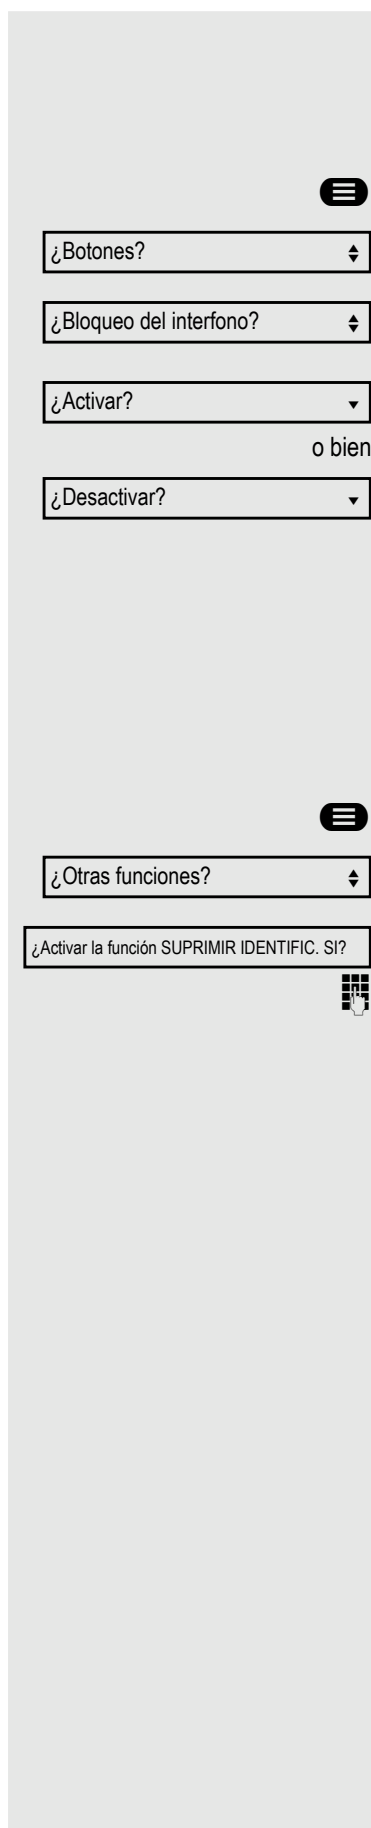 ¿Botones?
¿Bloqueo del interfono?
¿Activar?
o bien
¿Desactivar?
¿Otras funciones?
¿Activar la función SUPRIMIR IDENTIFIC. SI?